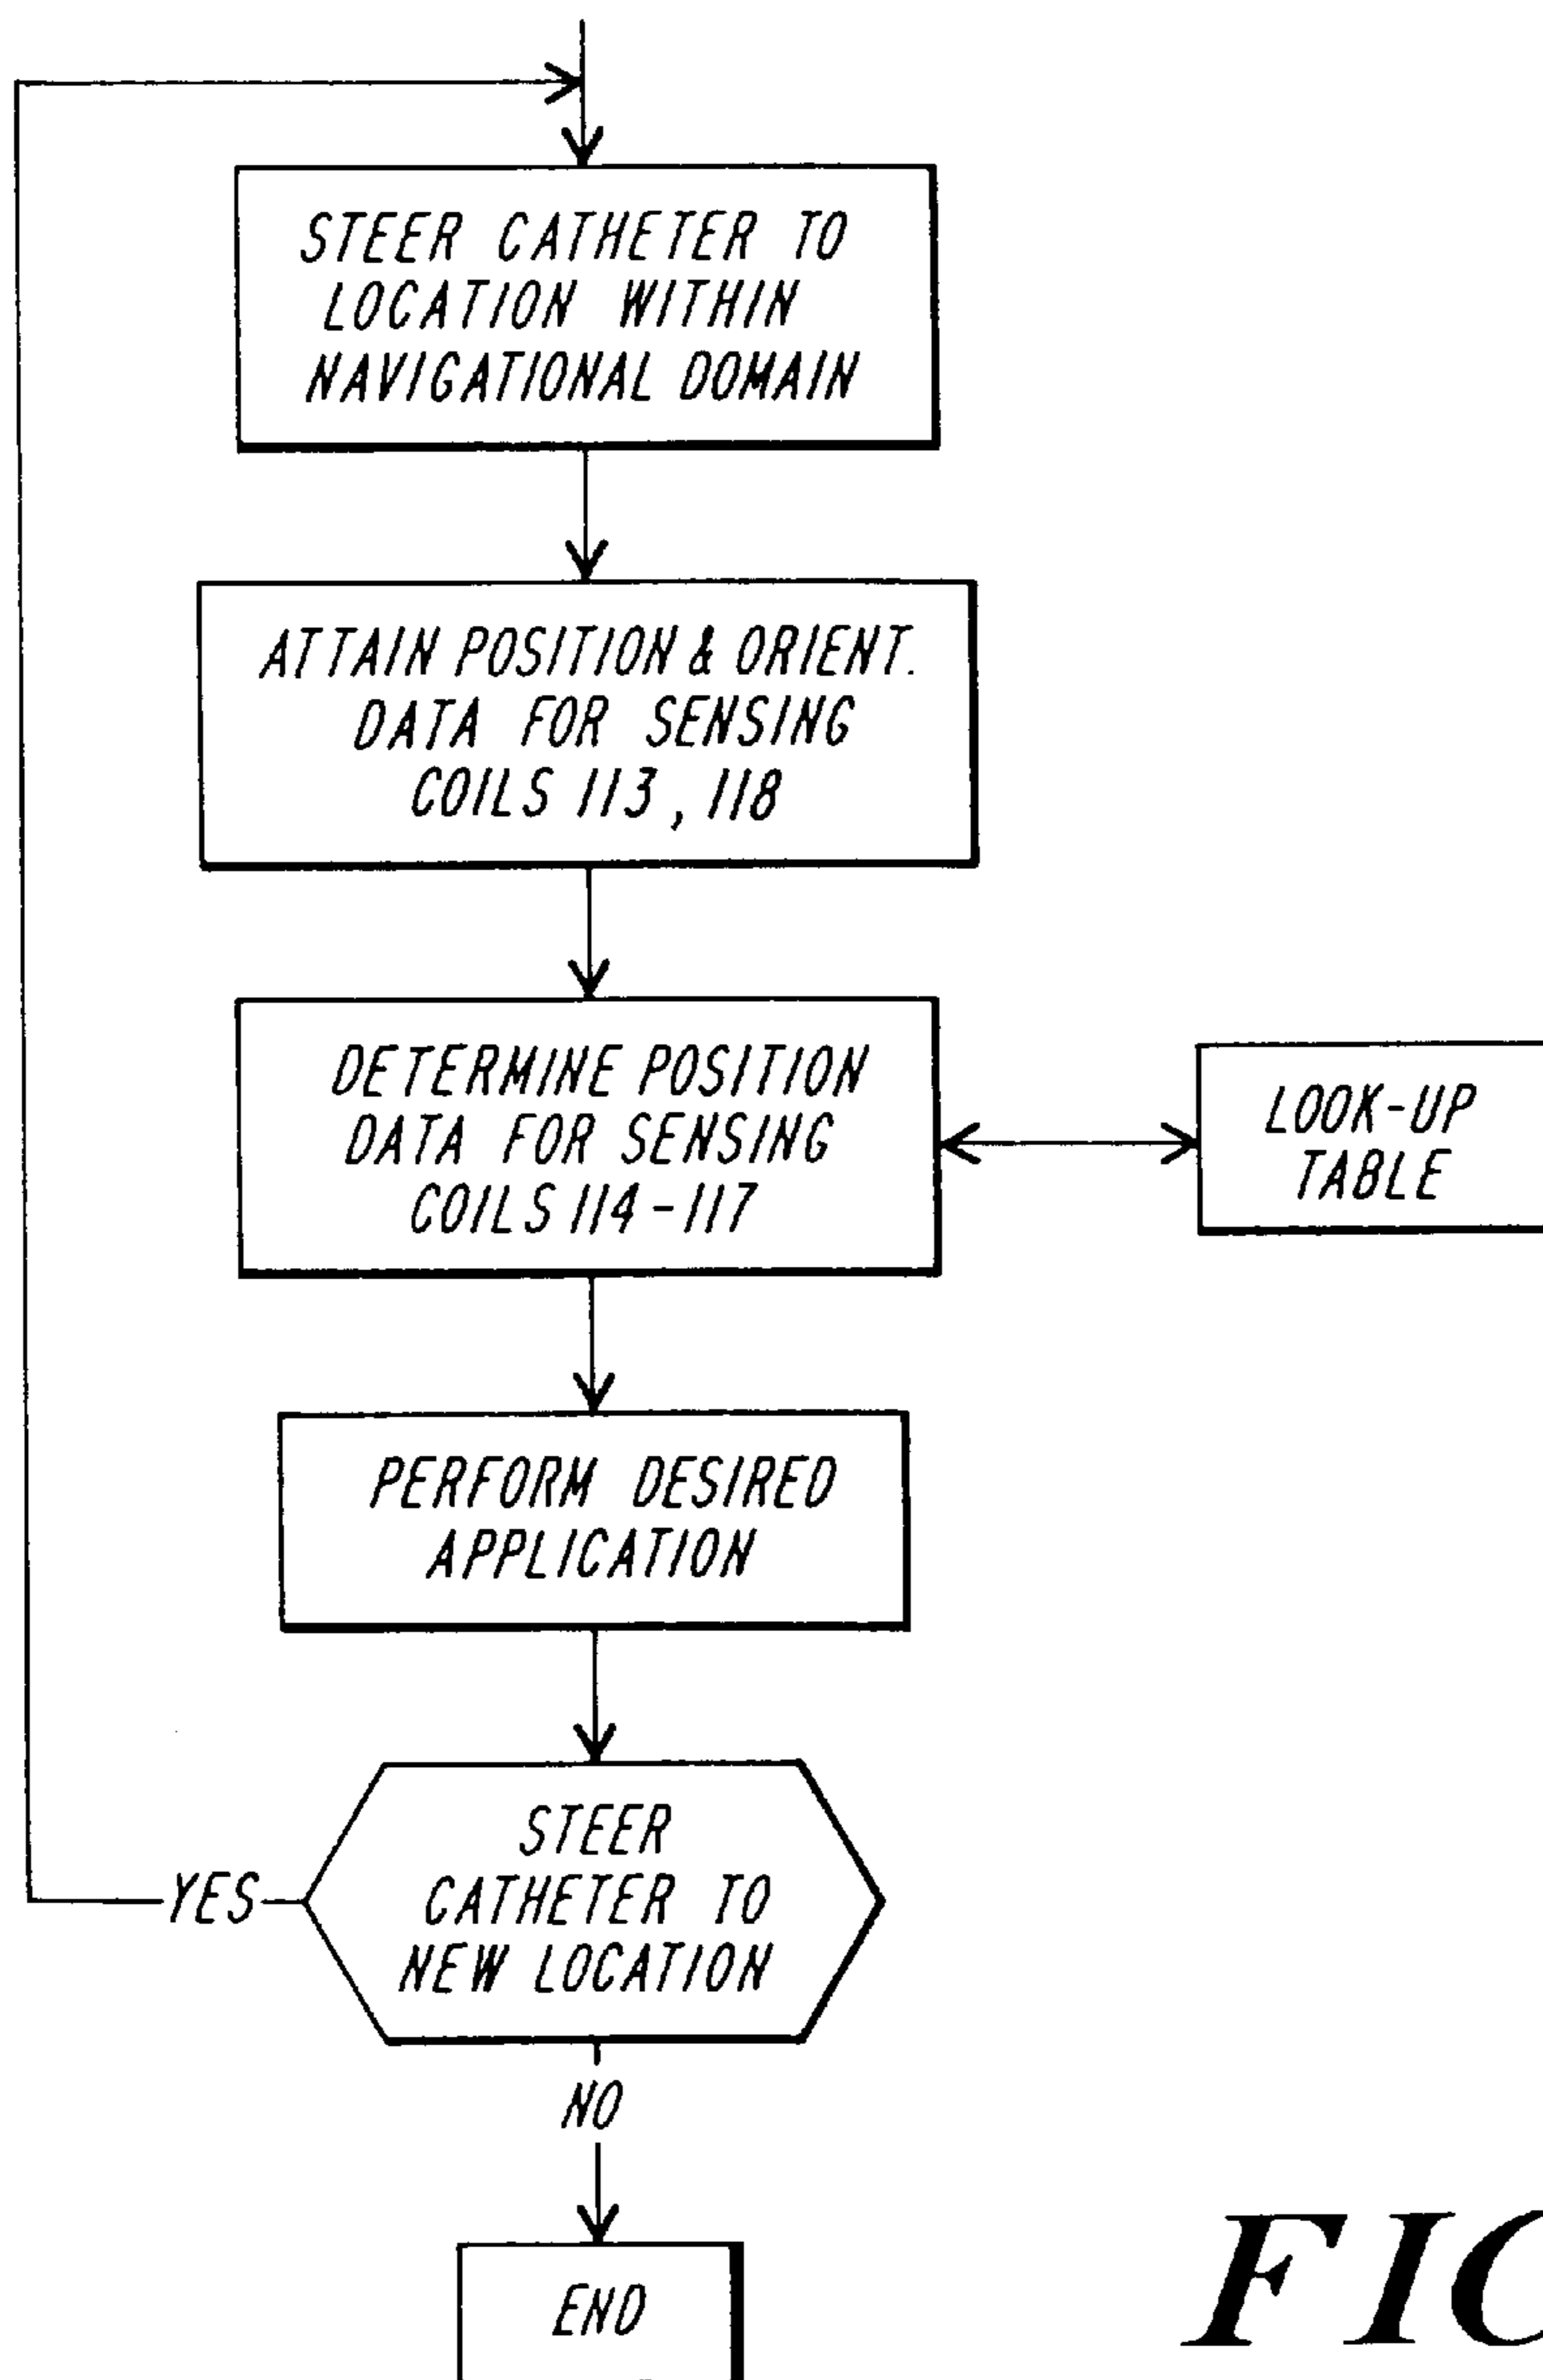 STEER CATHETER TO
LOCATION WITHIN
NAVIGATIONAL DOMAIN
ATTAIN POSITION & ORIENT.
DATA FOR SENSING
COILS 113, 118
DETERMINE POSITION
DATA FOR SENSING
COILS 114-117
LOOK-UP
TABLE
PERFORM DESIRED
APPLICATION
STEER
CATHETER TO
NEW LOCATION
YES
NO
END